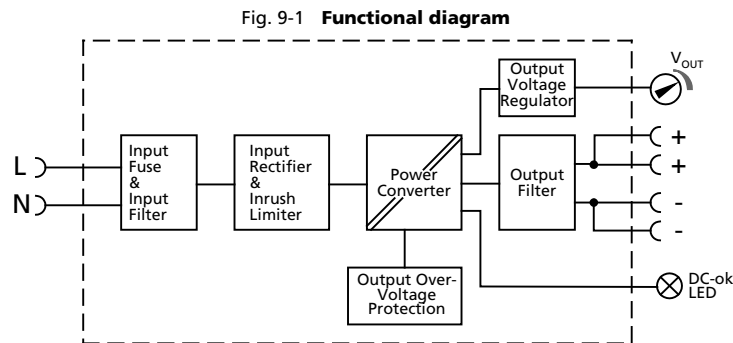 Fig. 9-1 Functional diagram
Output
Voltage
Regulator
V_OUT
Input
Fuse
&
Input
Filter
Input
Rectifier
&
Inrush
Limiter
Power
Converter
Output
Filter
L
N
+
+
-
-
Output Over-
Voltage
Protection
DC-ok
LED